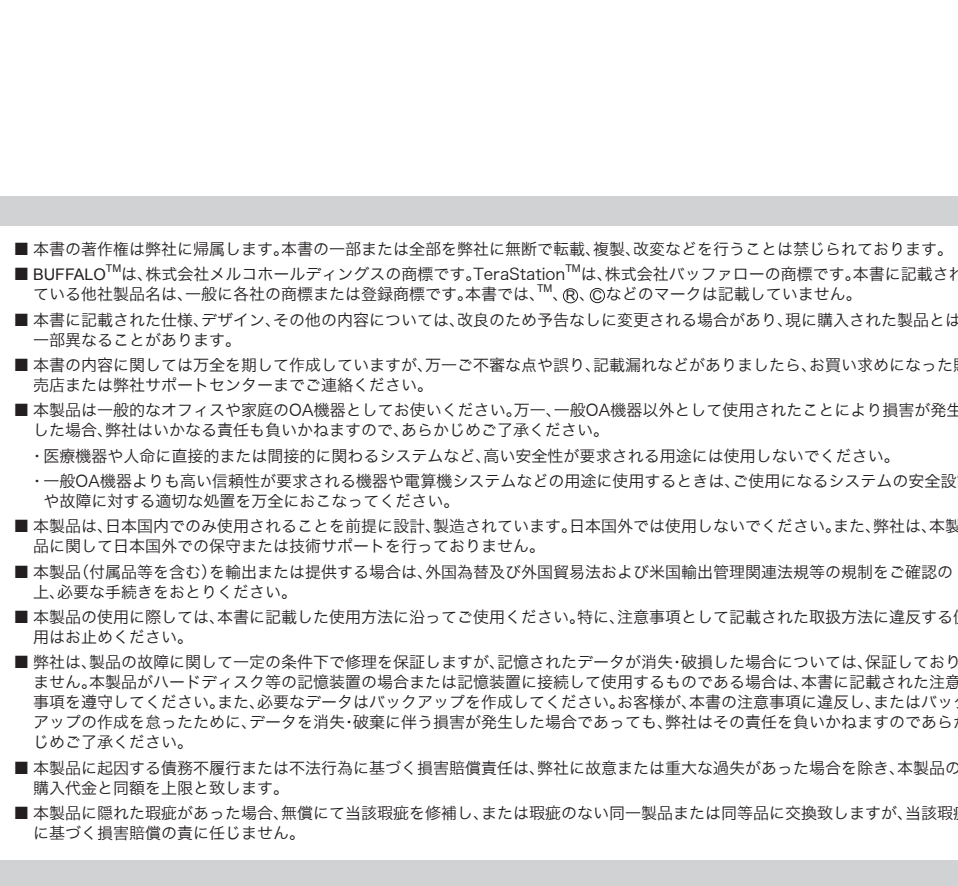 ■ 本書の著作権は弊社に帰属します。本書の一部または全部を弊社に無断で転載、複製、改変などを行うことは禁じられております。
■ BUFFALO™は、株式会社メルコホールディングスの商標です。TeraStation™は、株式会社バッファローの商標です。本書に記載され
ている他社製品名は、一般に各社の商標または登録商標です。本書では、™、®、©などのマークは記載していません。
■ 本書に記載された仕様、デザイン、その他の内容については、改良のため予告なしに変更される場合があり、現に購入された製品とは
一部異なることがあります。
■ 本書の内容に関しては万全を期して作成していますが、万一ご不審な点や誤り、記載漏れなどがありましたら、お買い求めになった
売店または弊社サポートセンターまでご連絡ください。
■ 本製品は一般的なオフィスや家庭のOA機器としてお使いください。万一、一般OA機器以外として使用されたことにより損害が発生
した場合、弊社はいかなる責任も負いかねますので、あらかじめご了承ください。
・医療機器や人命に直接的または間接的に関わるシステムなど、高い安全性が要求される用途には使用しないでください。
・一般OA機器よりも高い信頼性が要求される機器や電算機システムなどの用途に使用するときは、ご使用になるシステムの安全設
や故障に対する適切な処置を万全におこなってください。
■ 本製品は、日本国内でのみ使用されることを前提に設計、製造されています。日本国外では使用しないでください。また、弊社は、本製
品に関して日本国外での保守または技術サポートを行っておりません。
■ 本製品（付属品等を含む）を輸出または提供する場合は、外国為替及び外国貿易法および米国輸出管理関連法規等の規制をご確認の
上、必要な手続きをおとりください。
■ 本製品の使用に際しては、本書に記載した使用方法に沿ってご使用ください。特に、注意事項として記載された取扱方法に違反する
用はお止めください。
■ 弊社は、製品の故障に関して一定の条件下で修理を保証しますが、記憶されたデータが消失・破損した場合については、保証しており
ません。本製品がハードディスク等の記憶装置の場合または記憶装置に接続して使用するものである場合は、本書に記載された注意
事項を遵守してください。また、必要なデータはバックアップを作成してください。お客様が、本書の注意事項に違反し、またはバック
アップの作成を怠ったために、データを消失・破棄に伴う損害が発生した場合であっても、弊社はその責任を負いかねますのであらか
じめご了承ください。
■ 本製品に起因する債務不履行または不法行為に基づく損害賠償責任は、弊社に故意または重大な過失があった場合を除き、本製品の
購入代金と同額を上限と致します。
■ 本製品に隠れた瑕疵があった場合、無償にて当該瑕疵を修補し、または瑕疵のない同一製品または同等品に交換致しますが、当該瑕疵
に基づく損害賠償の責に任じません。